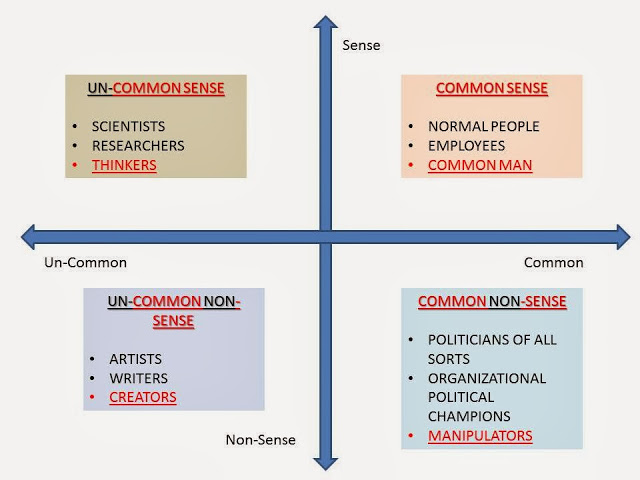 Sense
UN-COMMON SENSE
• SCIENTISTS
• RESEARCHERS
• THINKERS
COMMON SENSE
• NORMAL PEOPLE
• EMPLOYEES
• COMMON MAN
Un-Common
Common
UN-COMMON NON-
SENSE
• ARTISTS
• WRITERS
• CREATORS
COMMON NON-SENSE
• POLITICIANS OF ALL
SORTS
• ORGANIZATIONAL
POLITICAL
CHAMPIONS
• MANIPULATORS
Non-Sense